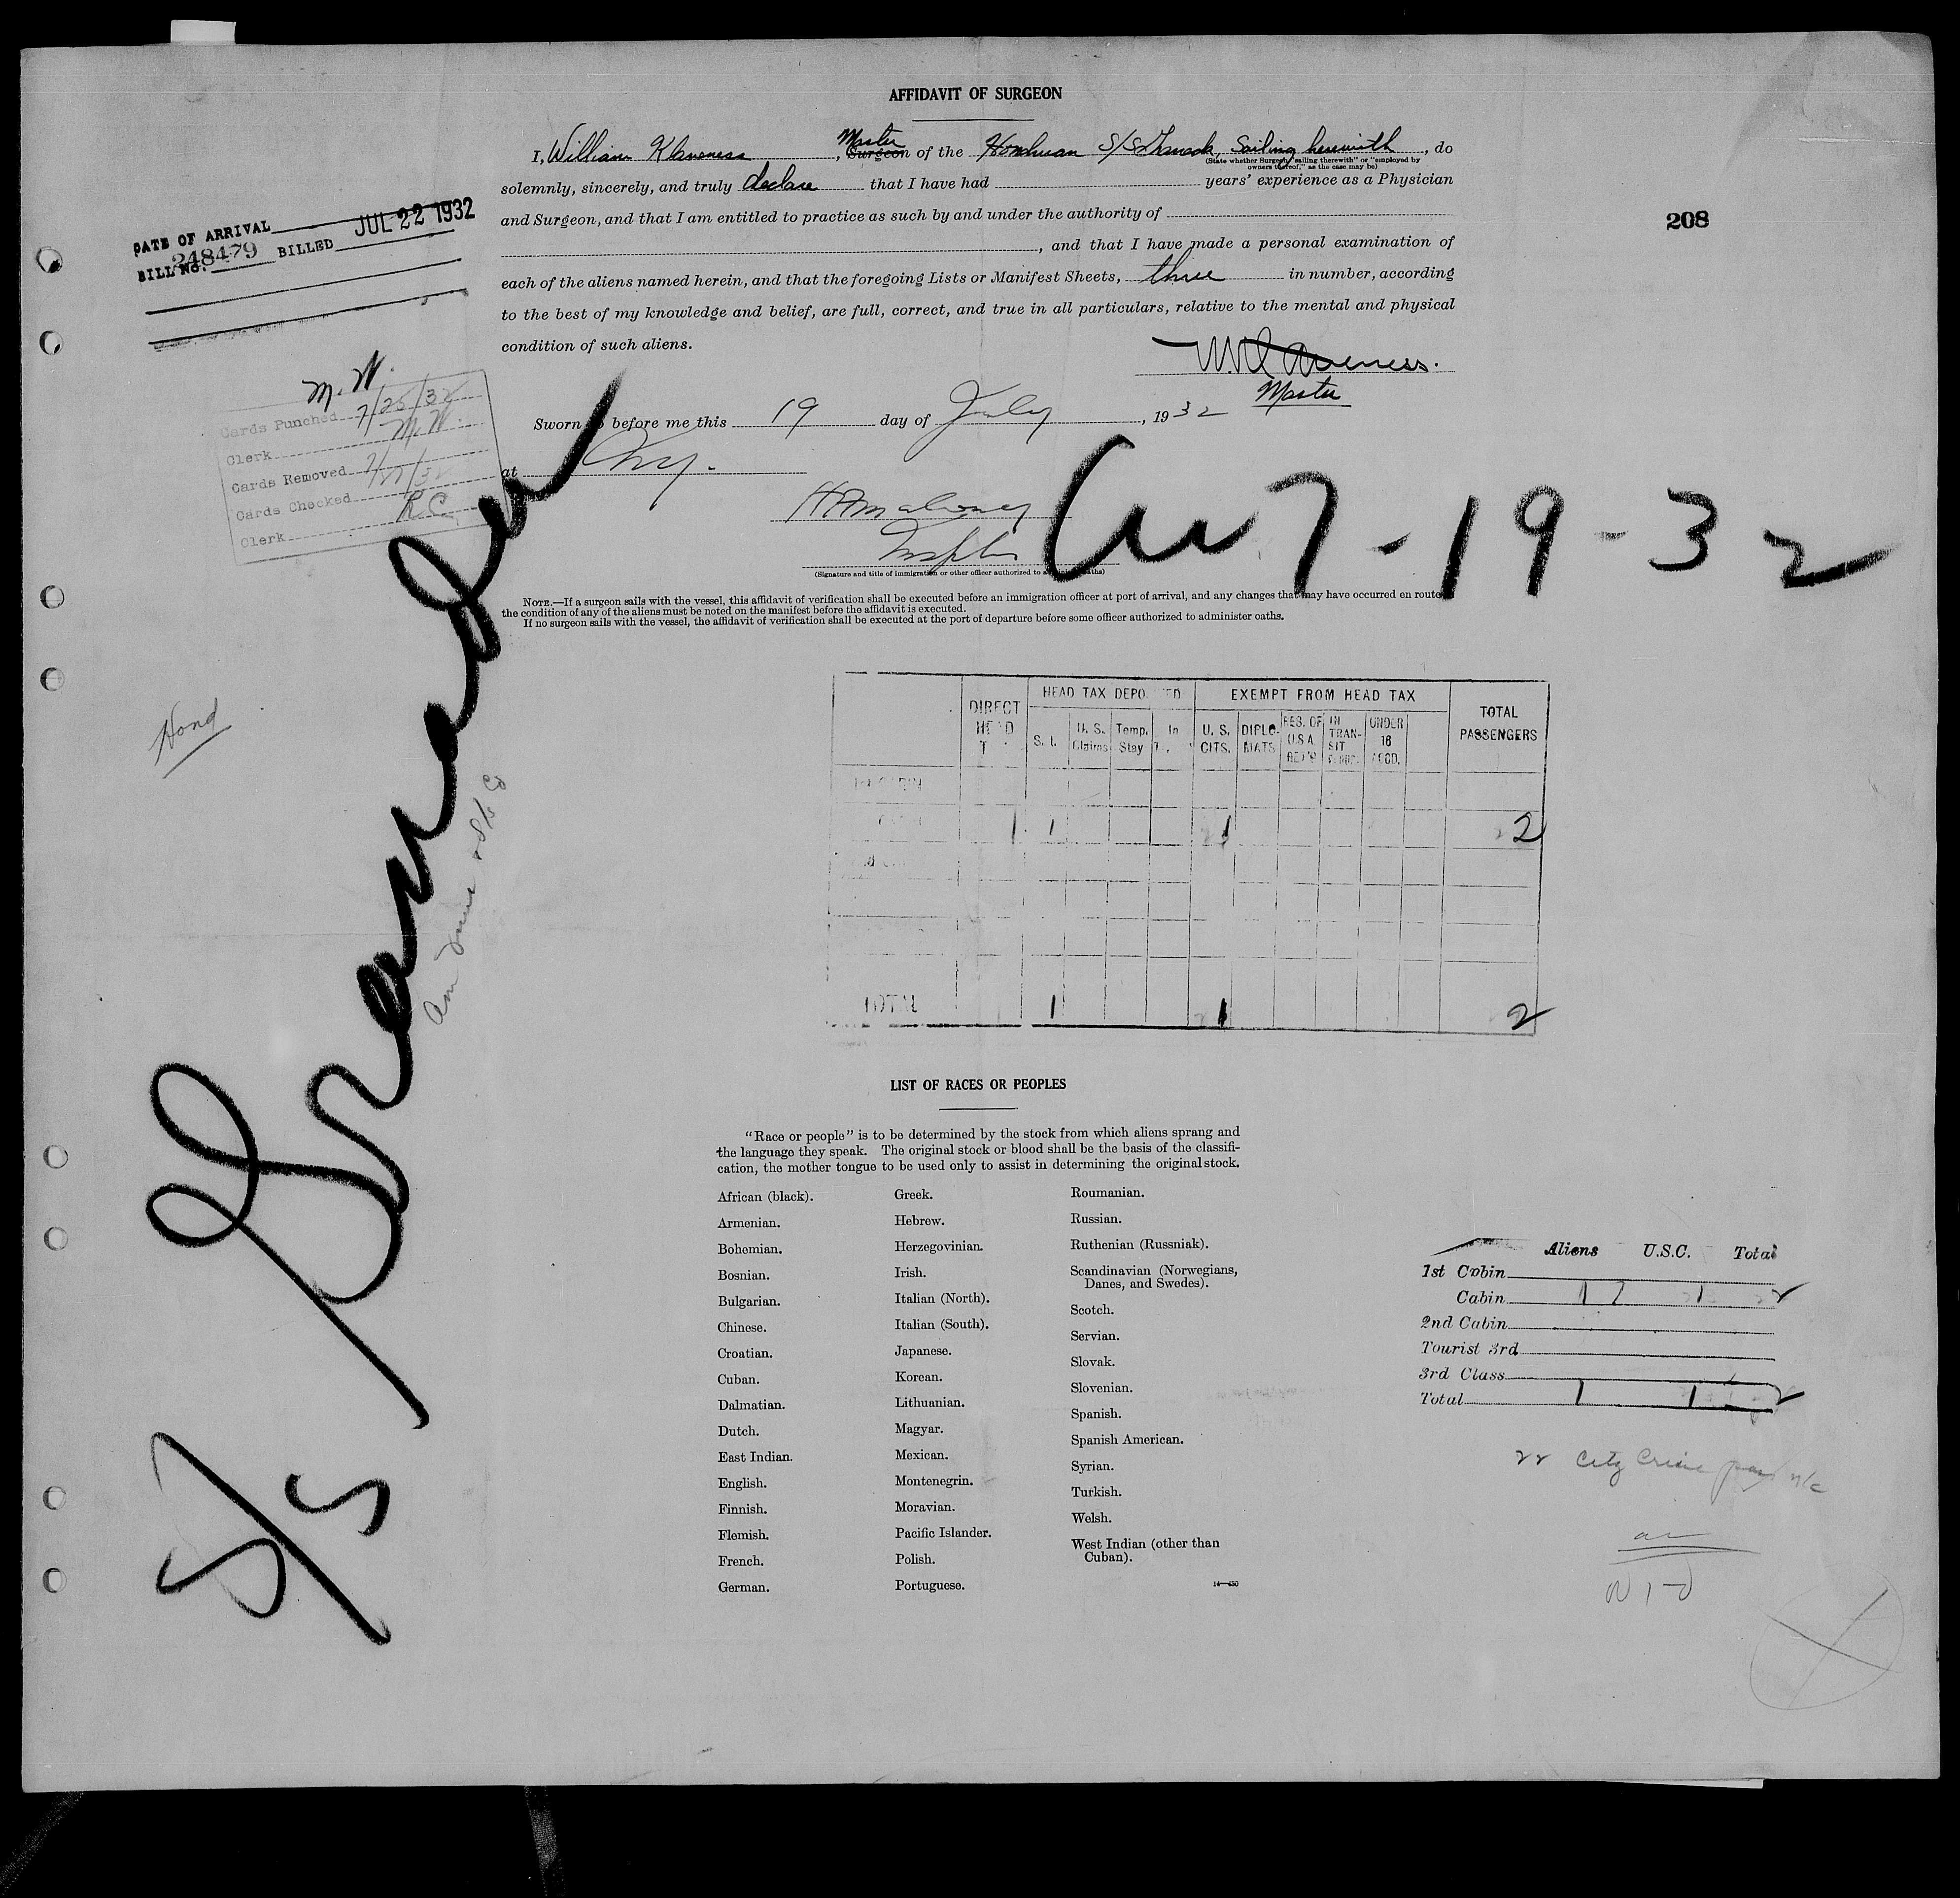 AFFIDAVIT OF SURGEON
I, William Klaveness, Master Surgeon of the Honduran S/S Sailing herewith, do
(State whether Surgeon "sailing therewith" or "employed by
owners thereof," as the case may be)
solemnly, sincerely, and truly declare that I have had years' experience as a Physician
and Surgeon, and that I am entitled to practice as such by and under the authority of
, and that I have made a personal examination of
each of the aliens named herein, and that the foregoing Lists or Manifest Sheets, three in number, according
to the best of my knowledge and belief, are full, correct, and true in all particulars, relative to the mental and physical
condition of such aliens.
W Klaveness.
Master
Sworn to before me this 19 day of July, 1932
at N.Y.
(Signature and title of immigration or other officer authorized to administer oaths)
arr 7-19-32
NOTE.—If a surgeon sails with the vessel, this affidavit of verification shall be executed before an immigration officer at port of arrival, and any changes that may have occurred en route
the condition of any of the aliens must be noted on the manifest before the affidavit is executed.
If no surgeon sails with the vessel, the affidavit of verification shall be executed at the port of departure before some officer authorized to administer oaths.
208
DATE OF ARRIVAL JUL 22 1932
BILL NO. 248479 BILLED
M.W.
Cards Punched 7/25/32
Clerk M.W.
Cards Removed
Cards Checked
Clerk R.C.
Hond
S/S
HEAD TAX DEPOSITED EXEMPT FROM HEAD TAX TOTAL PASSENGERS
DIRECT HEAD S. I. U. S. Claims Temp. Stay In U. S. CITS. DIPLO-MATS RES. OF U.S.A. RET'G IN TRAN-SIT UNDER 16 ACCD.
1 1 1 2
TOTAL 1 1 2
LIST OF RACES OR PEOPLES
"Race or people" is to be determined by the stock from which aliens sprang and
the language they speak. The original stock or blood shall be the basis of the classifi-
cation, the mother tongue to be used only to assist in determining the original stock.
African (black).
Armenian.
Bohemian.
Bosnian.
Bulgarian.
Chinese.
Croatian.
Cuban.
Dalmatian.
Dutch.
East Indian.
English.
Finnish.
Flemish.
French.
German.
Greek.
Hebrew.
Herzegovinian.
Irish.
Italian (North).
Italian (South).
Japanese.
Korean.
Lithuanian.
Magyar.
Mexican.
Montenegrin.
Moravian.
Pacific Islander.
Polish.
Portuguese.
Roumanian.
Russian.
Ruthenian (Russniak).
Scandinavian (Norwegians,
Danes, and Swedes).
Scotch.
Servian.
Slovak.
Slovenian.
Spanish.
Spanish American.
Syrian.
Turkish.
Welsh.
West Indian (other than
Cuban).
14—430
Aliens U.S.C. Total
1st Cabin
Cabin 1 1 2
2nd Cabin
Tourist 3rd
3rd Class
Total 1 1 2